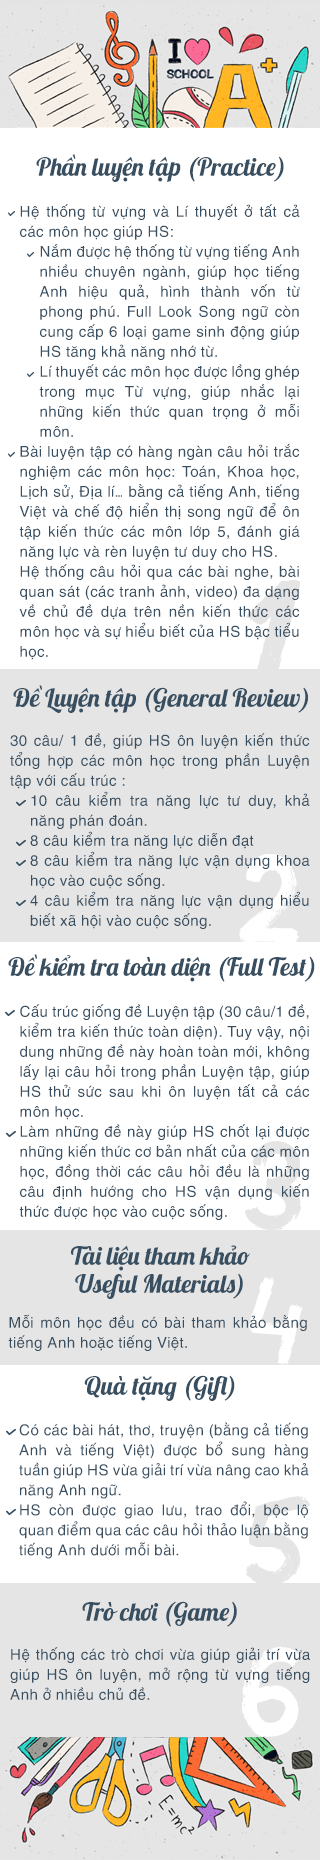 I
SCHOOL
A+
Phần luyện tập (Practice)
Hệ thống từ vựng và Lí thuyết ở tất cả
các môn học giúp HS:
Nắm được hệ thống từ vựng tiếng Anh
nhiều chuyên ngành, giúp học tiếng
Anh hiệu quả, hình thành vốn từ
phong phú. Full Look Song ngữ còn
cung cấp 6 loại game sinh động giúp
HS tăng khả năng nhớ từ.
Lí thuyết các môn học được lồng ghép
trong mục Từ vựng, giúp nhắc lại
những kiến thức quan trọng ở mỗi
môn.
Bài luyện tập có hàng ngàn câu hỏi trắc
nghiệm các môn học: Toán, Khoa học,
Lịch sử, Địa lí... bằng cả tiếng Anh, tiếng
Việt và chế độ hiển thị song ngữ để ôn
tập kiến thức các môn lớp 5, đánh giá
năng lực và rèn luyện tư duy cho HS.
Hệ thống câu hỏi qua các bài nghe, bài
quan sát (các tranh ảnh, video) đa dạng
về chủ đề dựa trên nền kiến thức các
môn học và sự hiểu biết của HS bậc tiểu
học.
1
Đề Luyện tập (General Review)
30 câu/ 1 đề, giúp HS ôn luyện kiến thức
tổng hợp các môn học trong phần Luyện
tập với cấu trúc :
10 câu kiểm tra năng lực tư duy, khả
năng phán đoán.
8 câu kiểm tra năng lực diễn đạt
8 câu kiểm tra năng lực vận dụng khoa
học vào cuộc sống.
4 câu kiểm tra năng lực vận dụng hiểu
biết xã hội vào cuộc sống.
2
Đề kiểm tra toàn diện (Full Test)
Cấu trúc giống đề Luyện tập (30 câu/1 đề,
kiểm tra kiến thức toàn diện). Tuy vậy, nội
dung những đề này hoàn toàn mới, không
lấy lại câu hỏi trong phần Luyện tập, giúp
HS thử sức sau khi ôn luyện tất cả các
môn học.
Làm những đề này giúp HS chốt lại được
những kiến thức cơ bản nhất của các môn
học, đồng thời các câu hỏi đều là những
câu định hướng cho HS vận dụng kiến
thức được học vào cuộc sống.
3
Tài liệu tham khảo
Useful Materials)
4
Mỗi môn học đều có bài tham khảo bằng
tiếng Anh hoặc tiếng Việt.
Quà tặng (Gift)
Có các bài hát, thơ, truyện (bằng cả tiếng
Anh và tiếng Việt) được bổ sung hàng
tuần giúp HS vừa giải trí vừa nâng cao khả
năng Anh ngữ.
HS còn được giao lưu, trao đổi, bộc lộ
quan điểm qua các câu hỏi thảo luận bằng
tiếng Anh dưới mỗi bài.
5
Trò chơi (Game)
Hệ thống các trò chơi vừa giúp giải trí vừa
giúp HS ôn luyện, mở rộng từ vựng tiếng
Anh ở nhiều chủ đề.
6
E=mc²